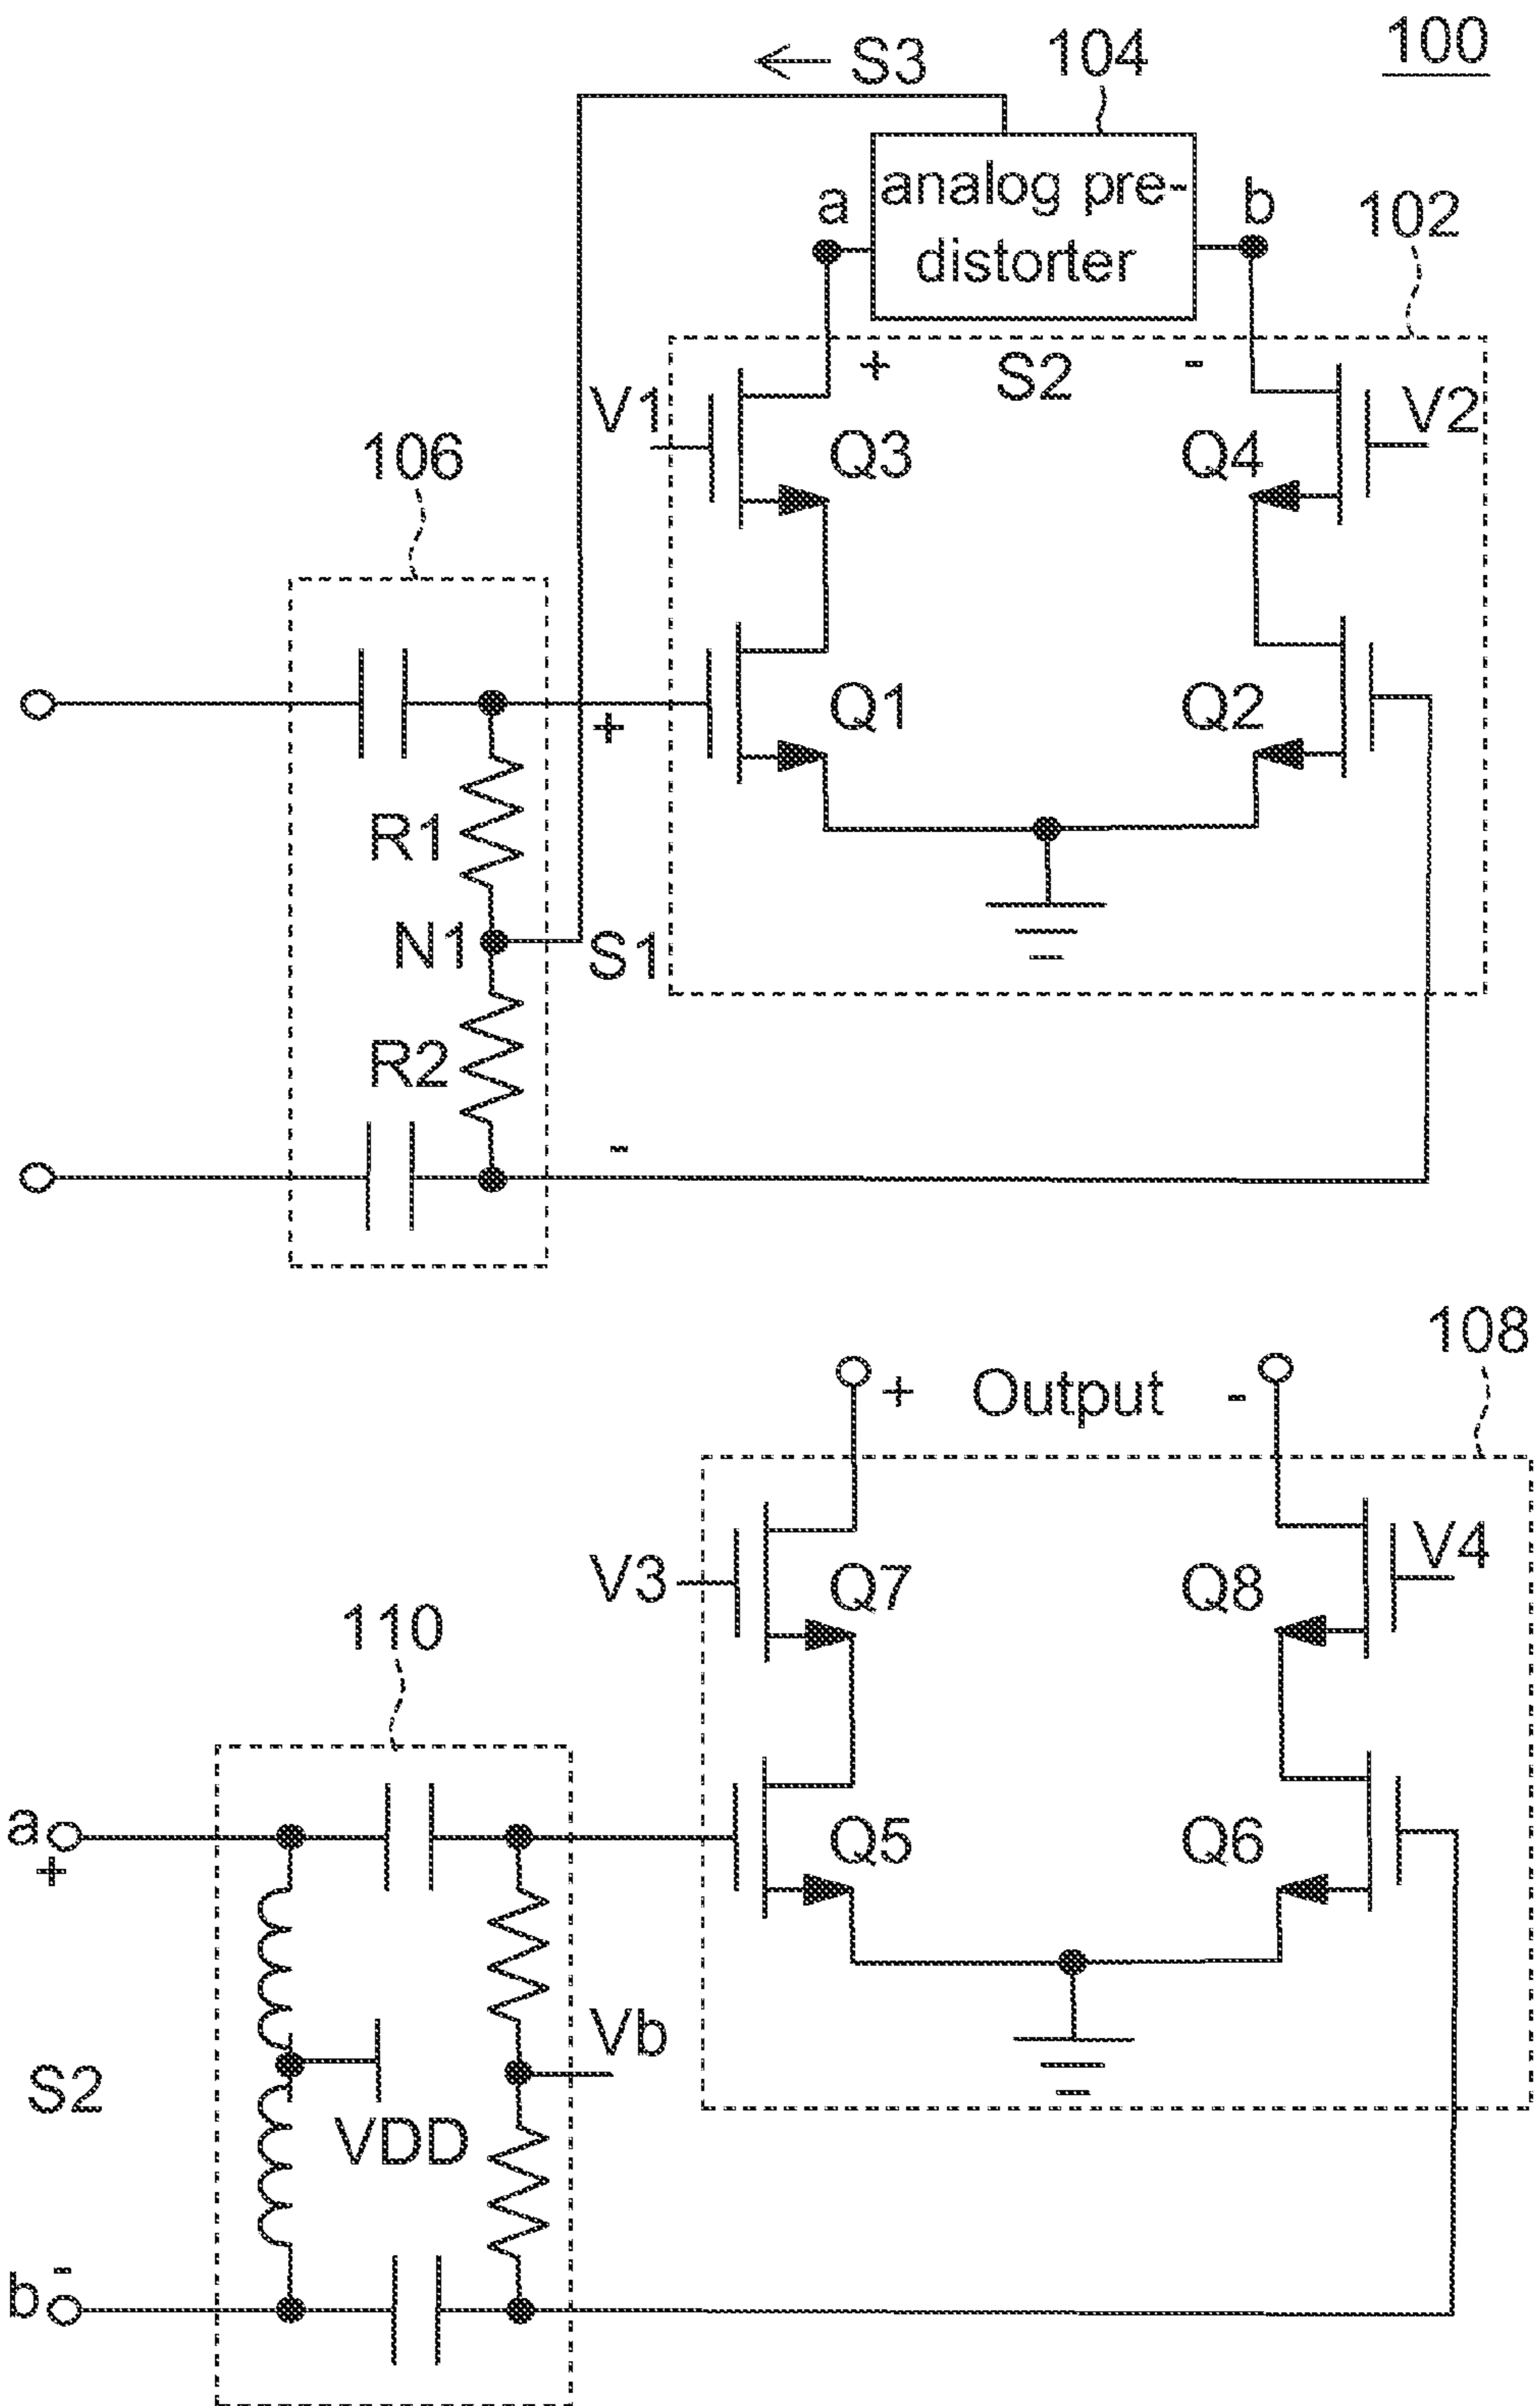 100
← S3
104
a
analog pre-
distorter
b
102
+ S2 -
V1
V2
106
Q3
Q4
Q1
Q2
+
R1
N1
S1
R2
-
108
+ Output -
V3
V4
Q7
Q8
110
a
+
Q5
Q6
Vb
S2
VDD
-
b